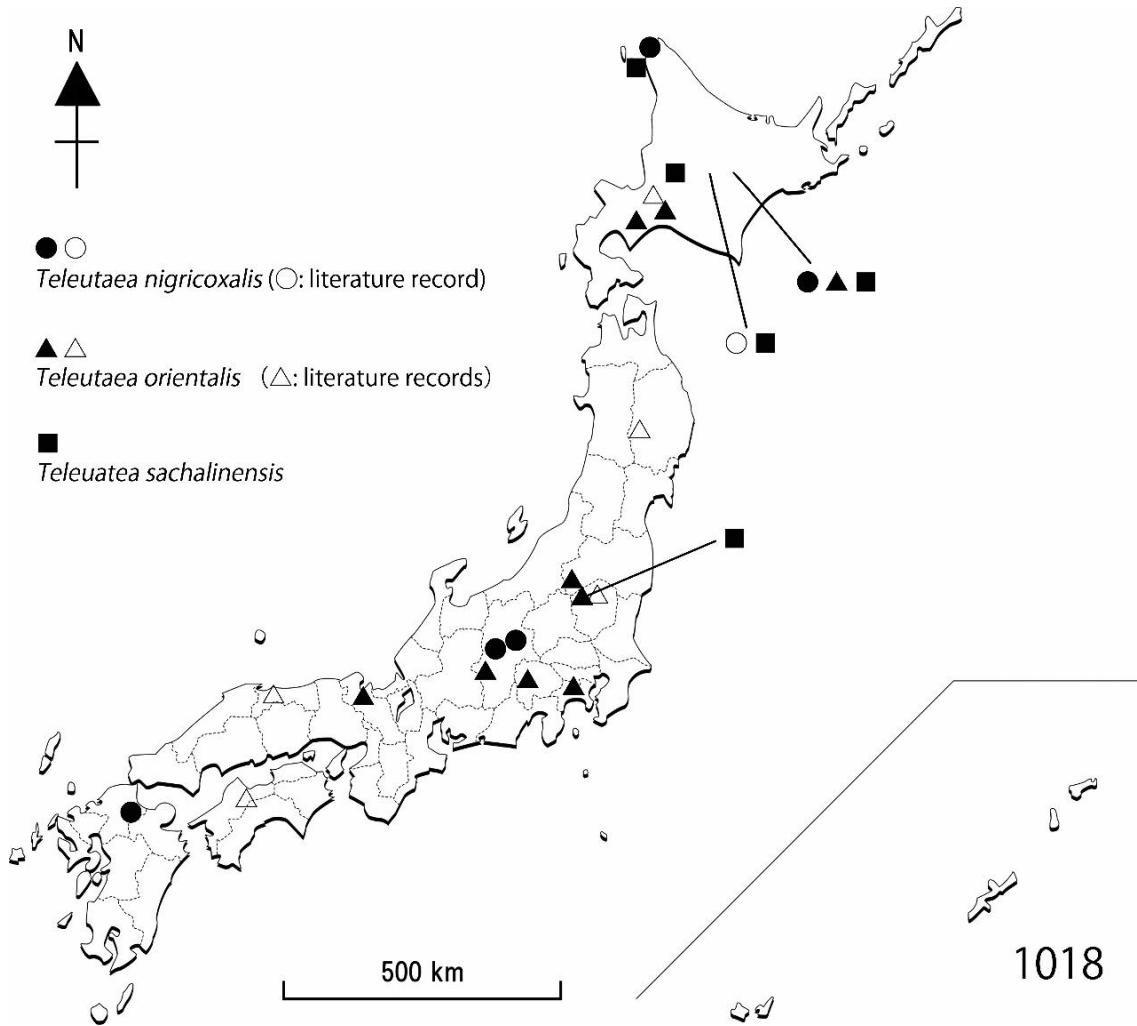 N
Teleutaea nigricoxalis (○: literature record)
Teleutaea orientalis (△: literature records)
Teleuatea sachalinensis
500 km
1018